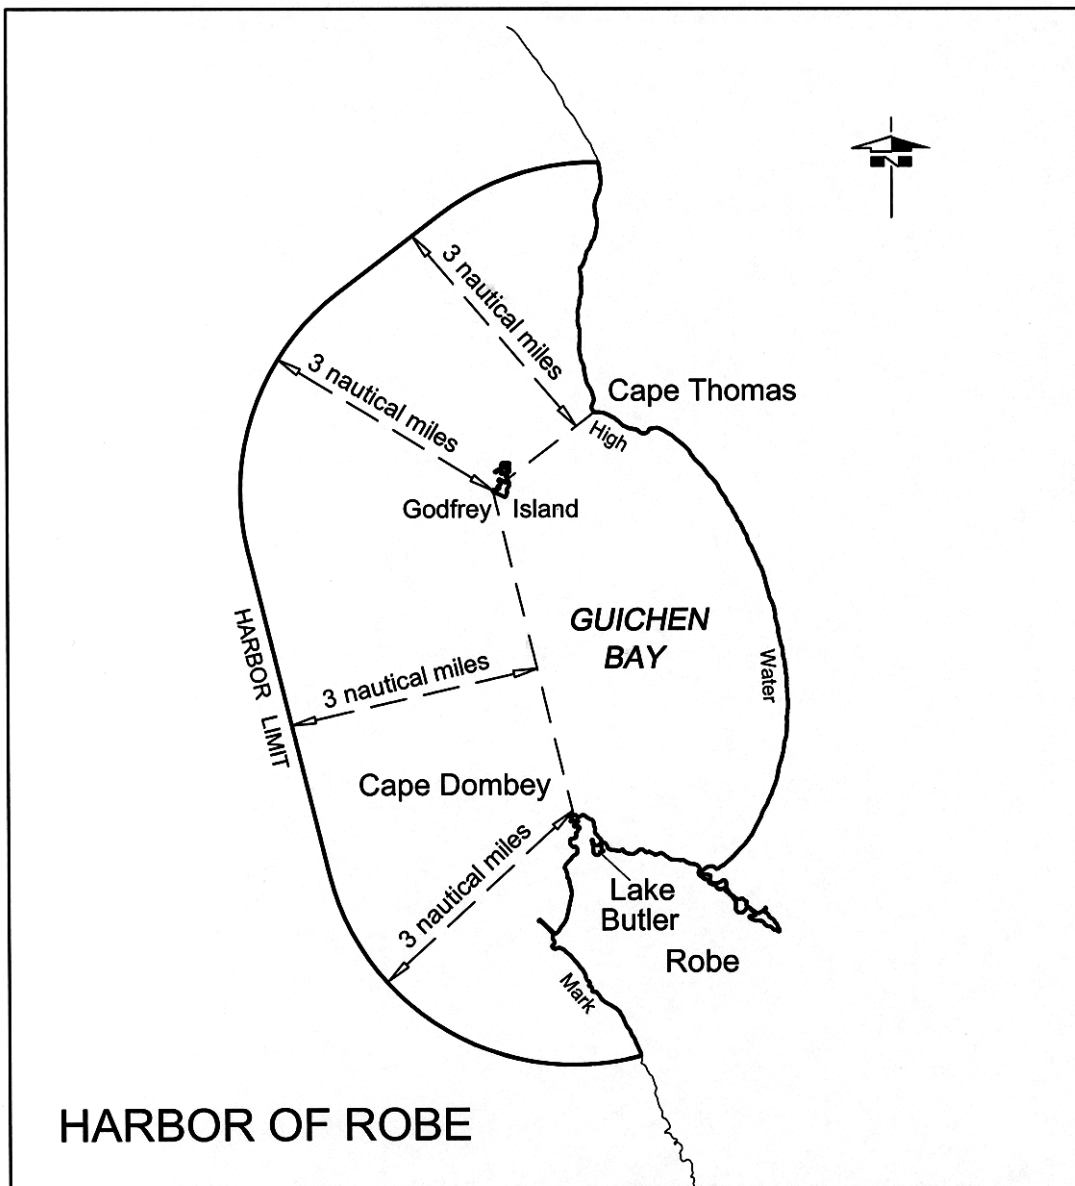 3 nautical miles
3 nautical miles
Cape Thomas
High
Godfrey Island
GUICHEN
BAY
HARBOR LIMIT
3 nautical miles
Water
Cape Dombey
3 nautical miles
Lake
Butler
Robe
Mark
HARBOR OF ROBE